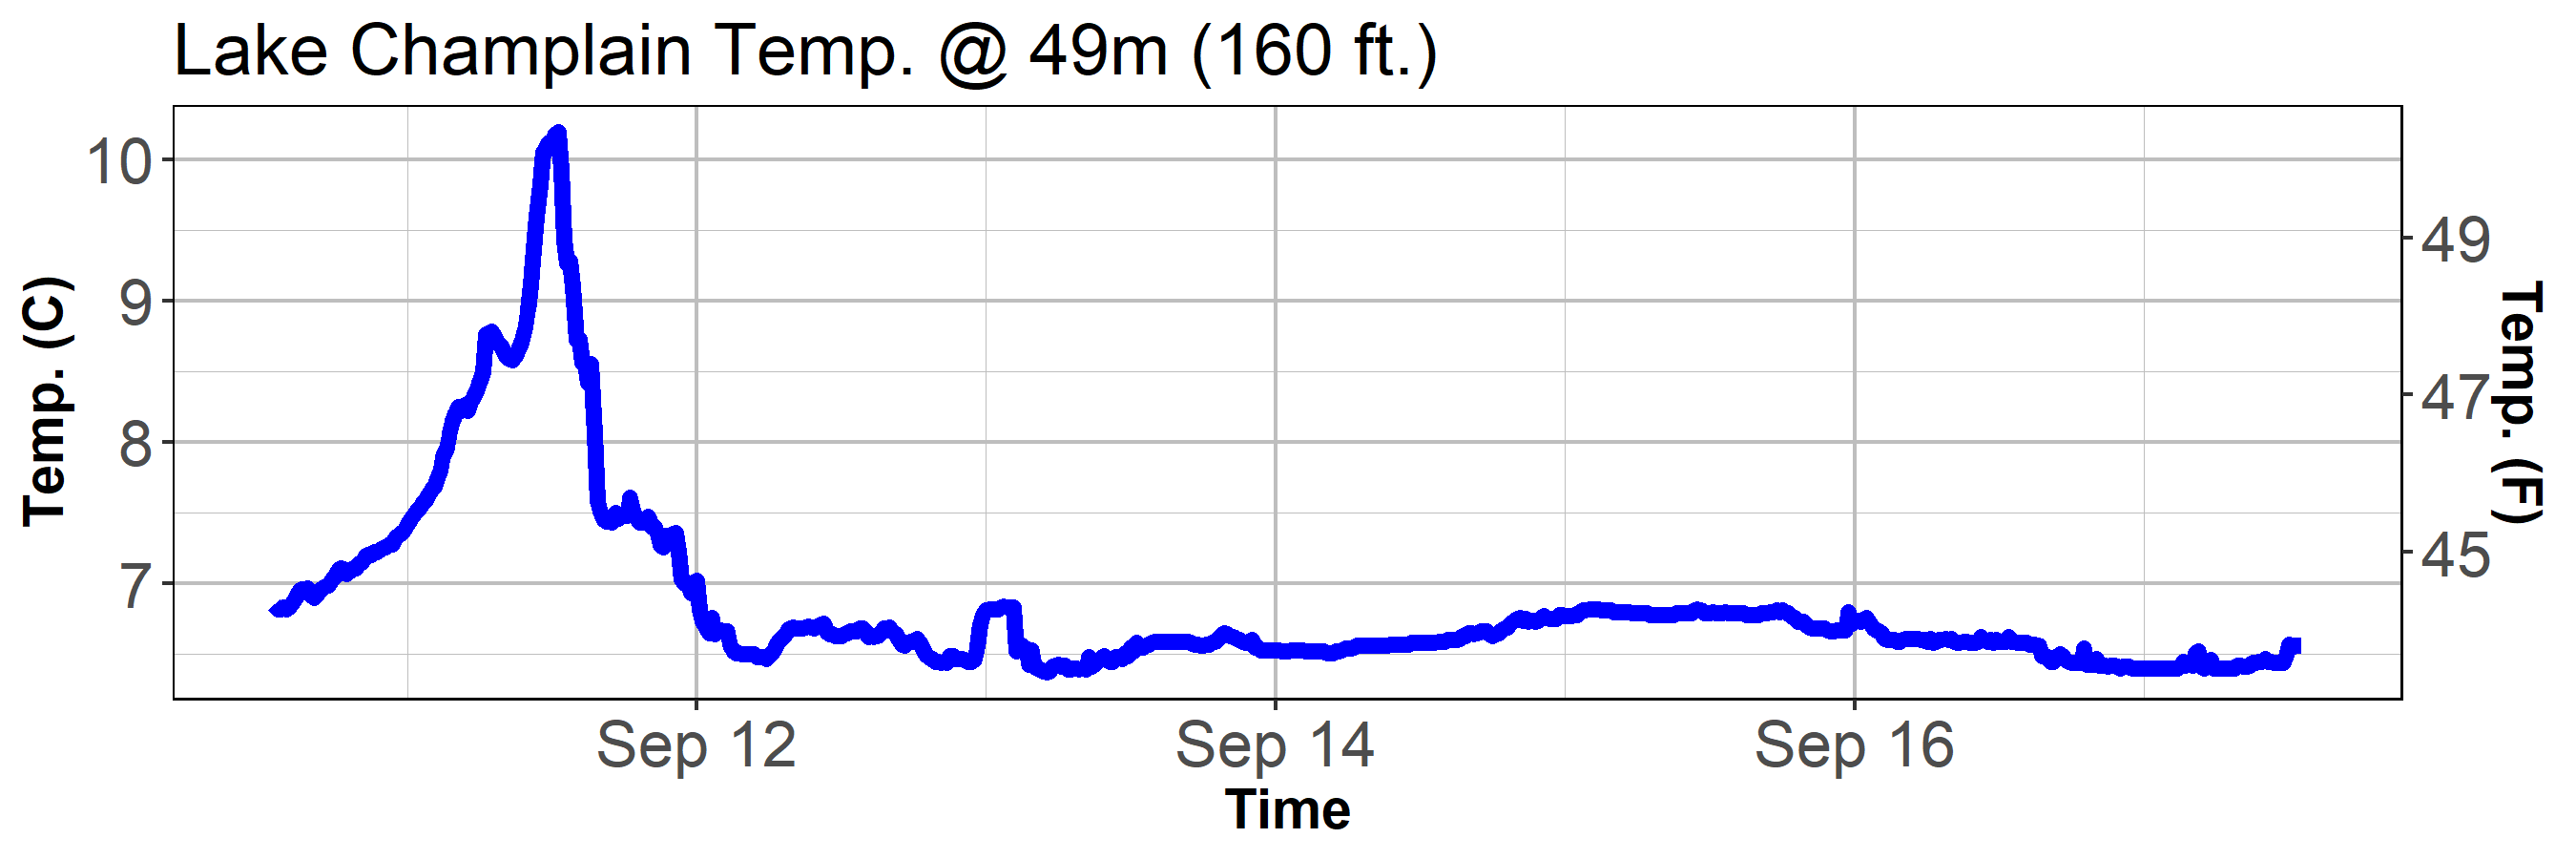 Lake Champlain Temp. @ 49m (160 ft.)
Temp. (C)
10
9
8
7
49
47
45
Temp. (F)
Sep 12
Sep 14
Sep 16
Time